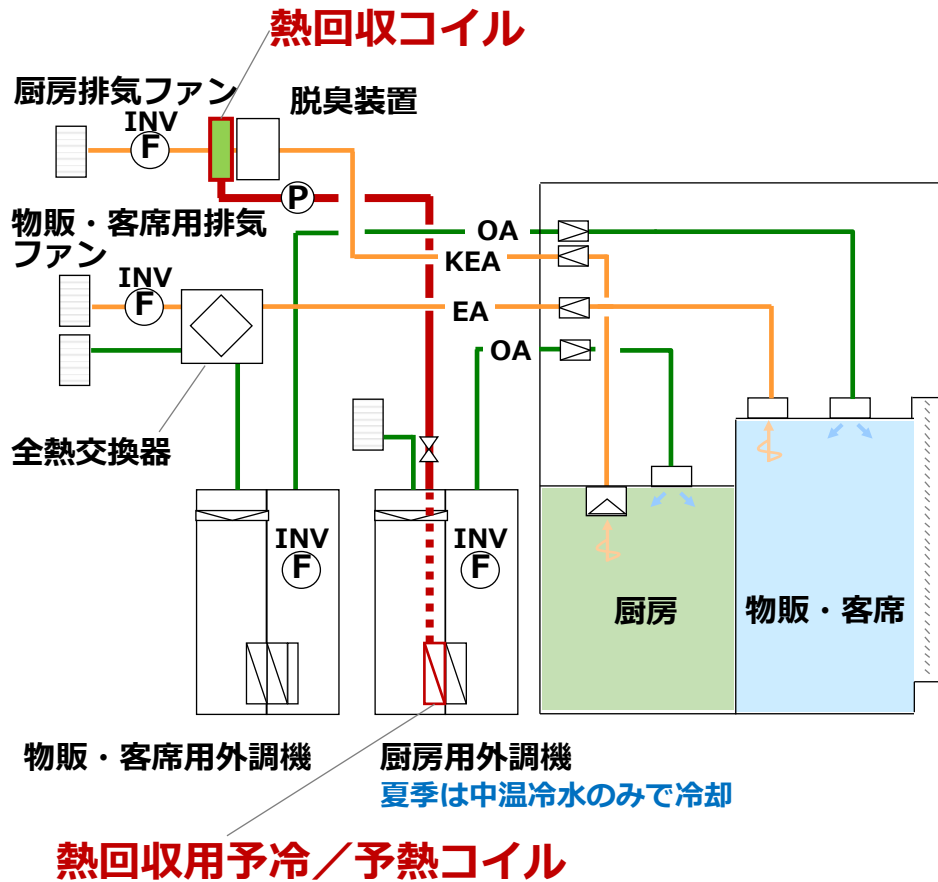 熱回収コイル
厨房排気ファン
脱臭装置
INV
F
P
物販・客席用排気
ファン
OA
KEA
INV
F
EA
OA
全熱交換器
INV
F
INV
F
厨房
物販・客席
物販・客席用外調機
厨房用外調機
夏季は中温冷水のみで冷却
熱回収用予冷／予熱コイル